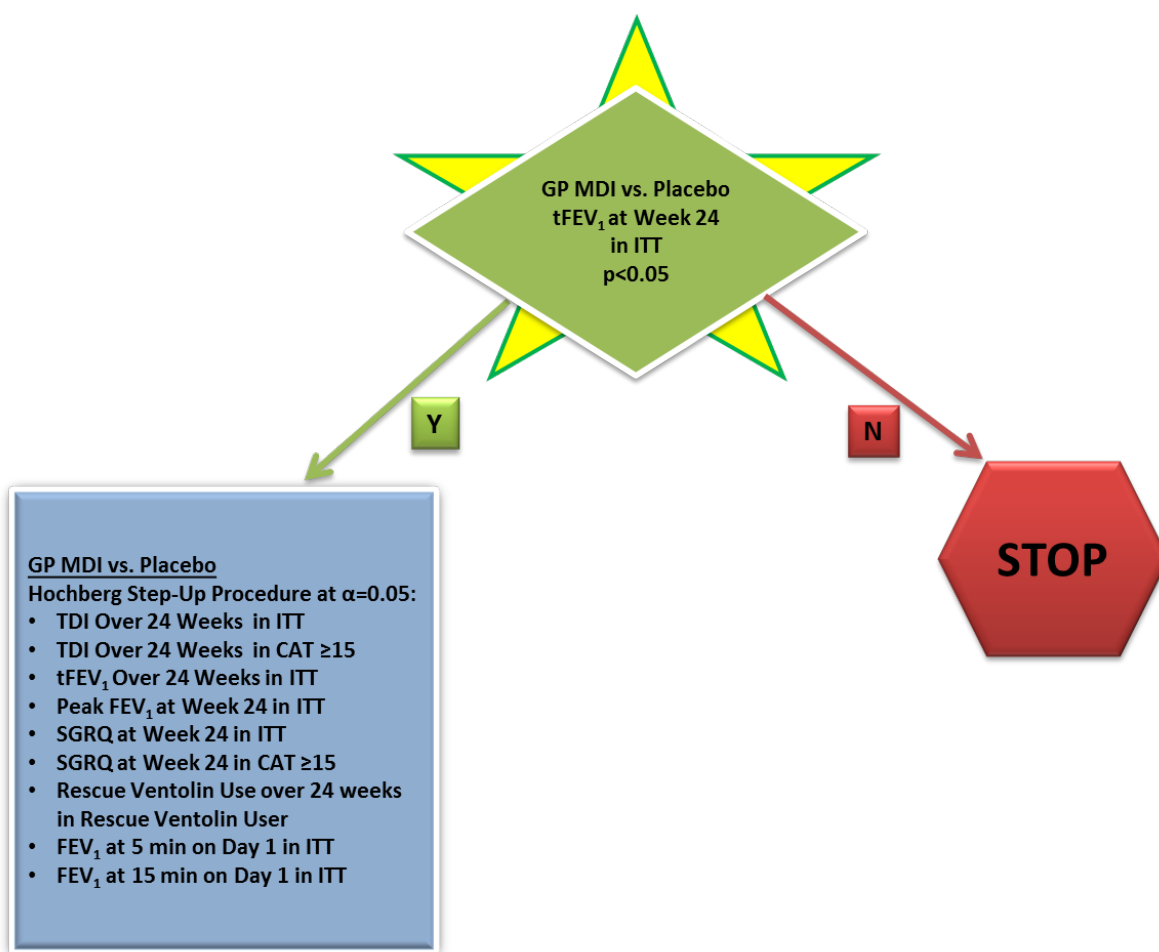 GP MDI vs. Placebo
tFEV₁ at Week 24
in ITT
p<0.05
Y
N
STOP
GP MDI vs. Placebo
Hochberg Step-Up Procedure at α=0.05:
• TDI Over 24 Weeks in ITT
• TDI Over 24 Weeks in CAT ≥15
• tFEV₁ Over 24 Weeks in ITT
• Peak FEV₁ at Week 24 in ITT
• SGRQ at Week 24 in ITT
• SGRQ at Week 24 in CAT ≥15
• Rescue Ventolin Use over 24 weeks
in Rescue Ventolin User
• FEV₁ at 5 min on Day 1 in ITT
• FEV₁ at 15 min on Day 1 in ITT